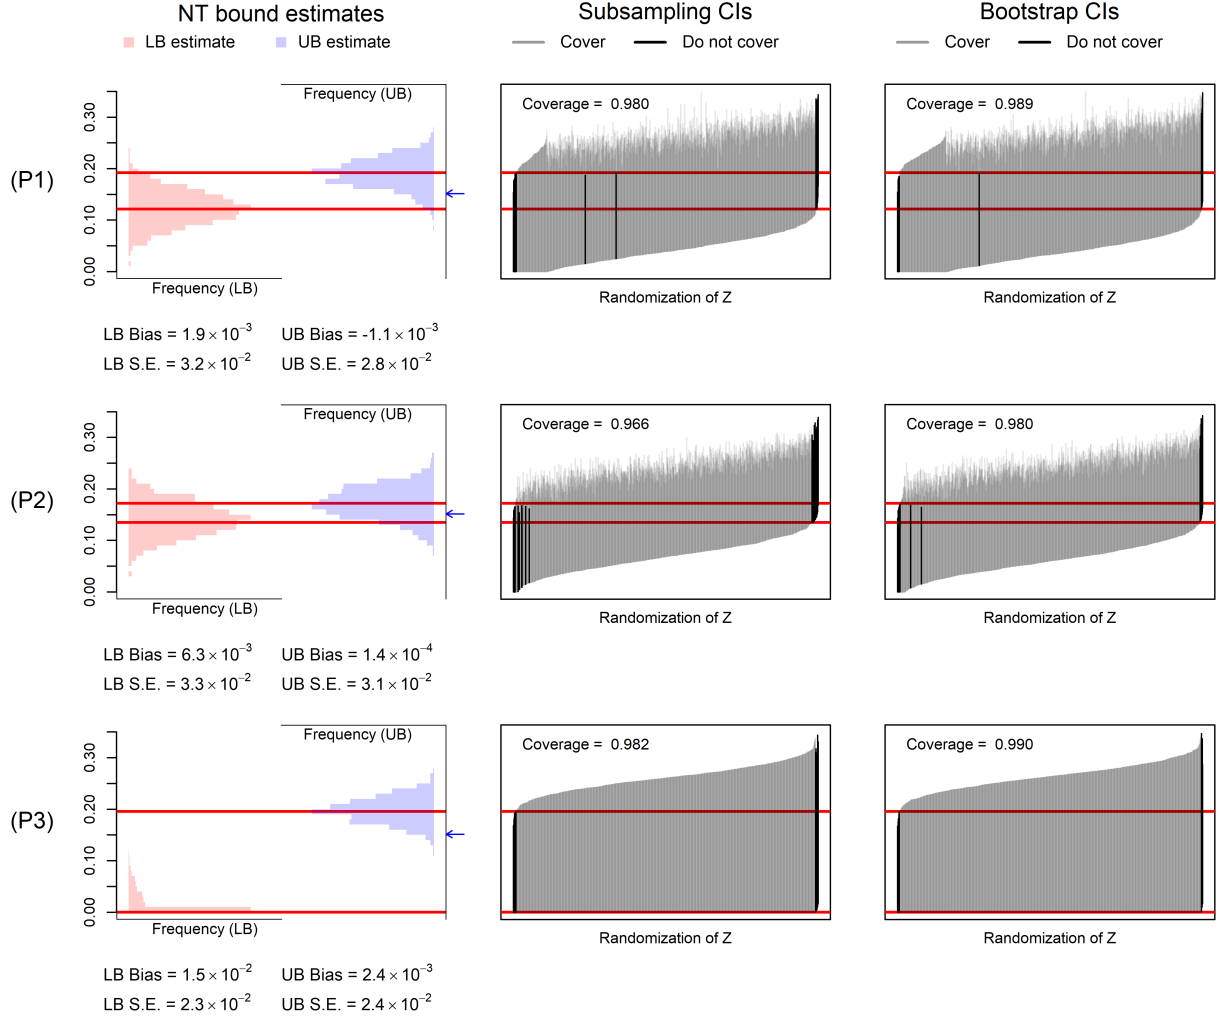 NT bound estimates
Subsampling CIs
Bootstrap CIs
LB estimate
UB estimate
Cover
Do not cover
Cover
Do not cover
(P1)
0.00
0.10
0.20
0.30
Frequency (UB)
Frequency (LB)
Coverage = 0.980
Randomization of Z
Coverage = 0.989
Randomization of Z
LB Bias = 1.9 × 10⁻³
UB Bias = -1.1 × 10⁻³
LB S.E. = 3.2 × 10⁻²
UB S.E. = 2.8 × 10⁻²
(P2)
0.00
0.10
0.20
0.30
Frequency (UB)
Frequency (LB)
Coverage = 0.966
Randomization of Z
Coverage = 0.980
Randomization of Z
LB Bias = 6.3 × 10⁻³
UB Bias = 1.4 × 10⁻⁴
LB S.E. = 3.3 × 10⁻²
UB S.E. = 3.1 × 10⁻²
(P3)
0.00
0.10
0.20
0.30
Frequency (UB)
Frequency (LB)
Coverage = 0.982
Randomization of Z
Coverage = 0.990
Randomization of Z
LB Bias = 1.5 × 10⁻²
UB Bias = 2.4 × 10⁻³
LB S.E. = 2.3 × 10⁻²
UB S.E. = 2.4 × 10⁻²